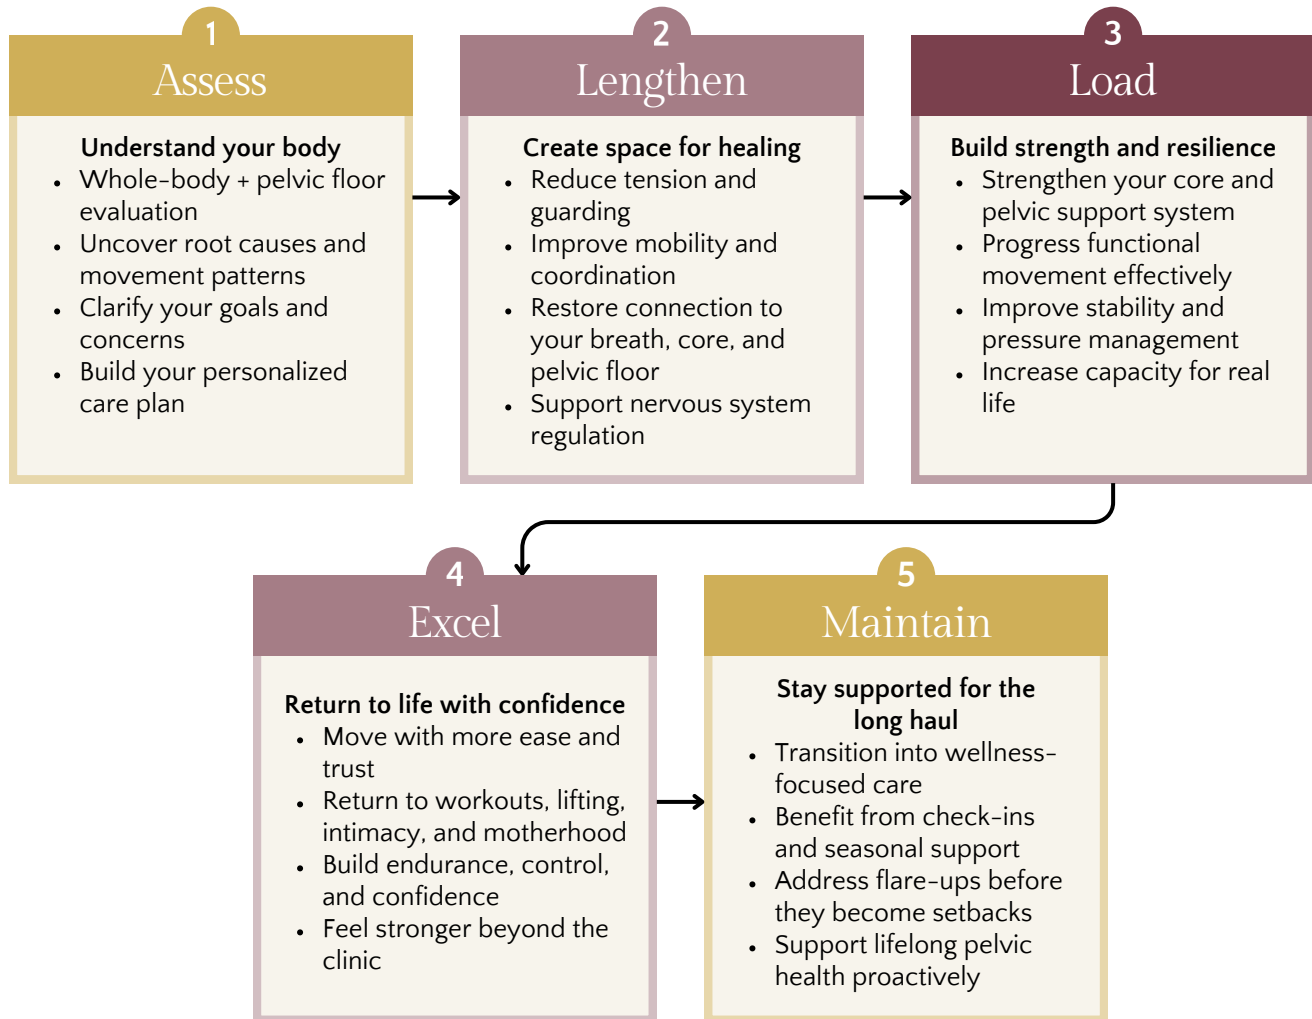 1
Assess
Understand your body
• Whole-body + pelvic floor
evaluation
• Uncover root causes and
movement patterns
• Clarify your goals and
concerns
• Build your personalized
care plan
2
Lengthen
Create space for healing
• Reduce tension and
guarding
• Improve mobility and
coordination
• Restore connection to
your breath, core, and
pelvic floor
• Support nervous system
regulation
3
Load
Build strength and resilience
• Strengthen your core and
pelvic support system
• Progress functional
movement effectively
• Improve stability and
pressure management
• Increase capacity for real
life
4
Excel
Return to life with confidence
• Move with more ease and
trust
• Return to workouts, lifting,
intimacy, and motherhood
• Build endurance, control,
and confidence
• Feel stronger beyond the
clinic
5
Maintain
Stay supported for the
long haul
• Transition into wellness-
focused care
• Benefit from check-ins
and seasonal support
• Address flare-ups before
they become setbacks
• Support lifelong pelvic
health proactively